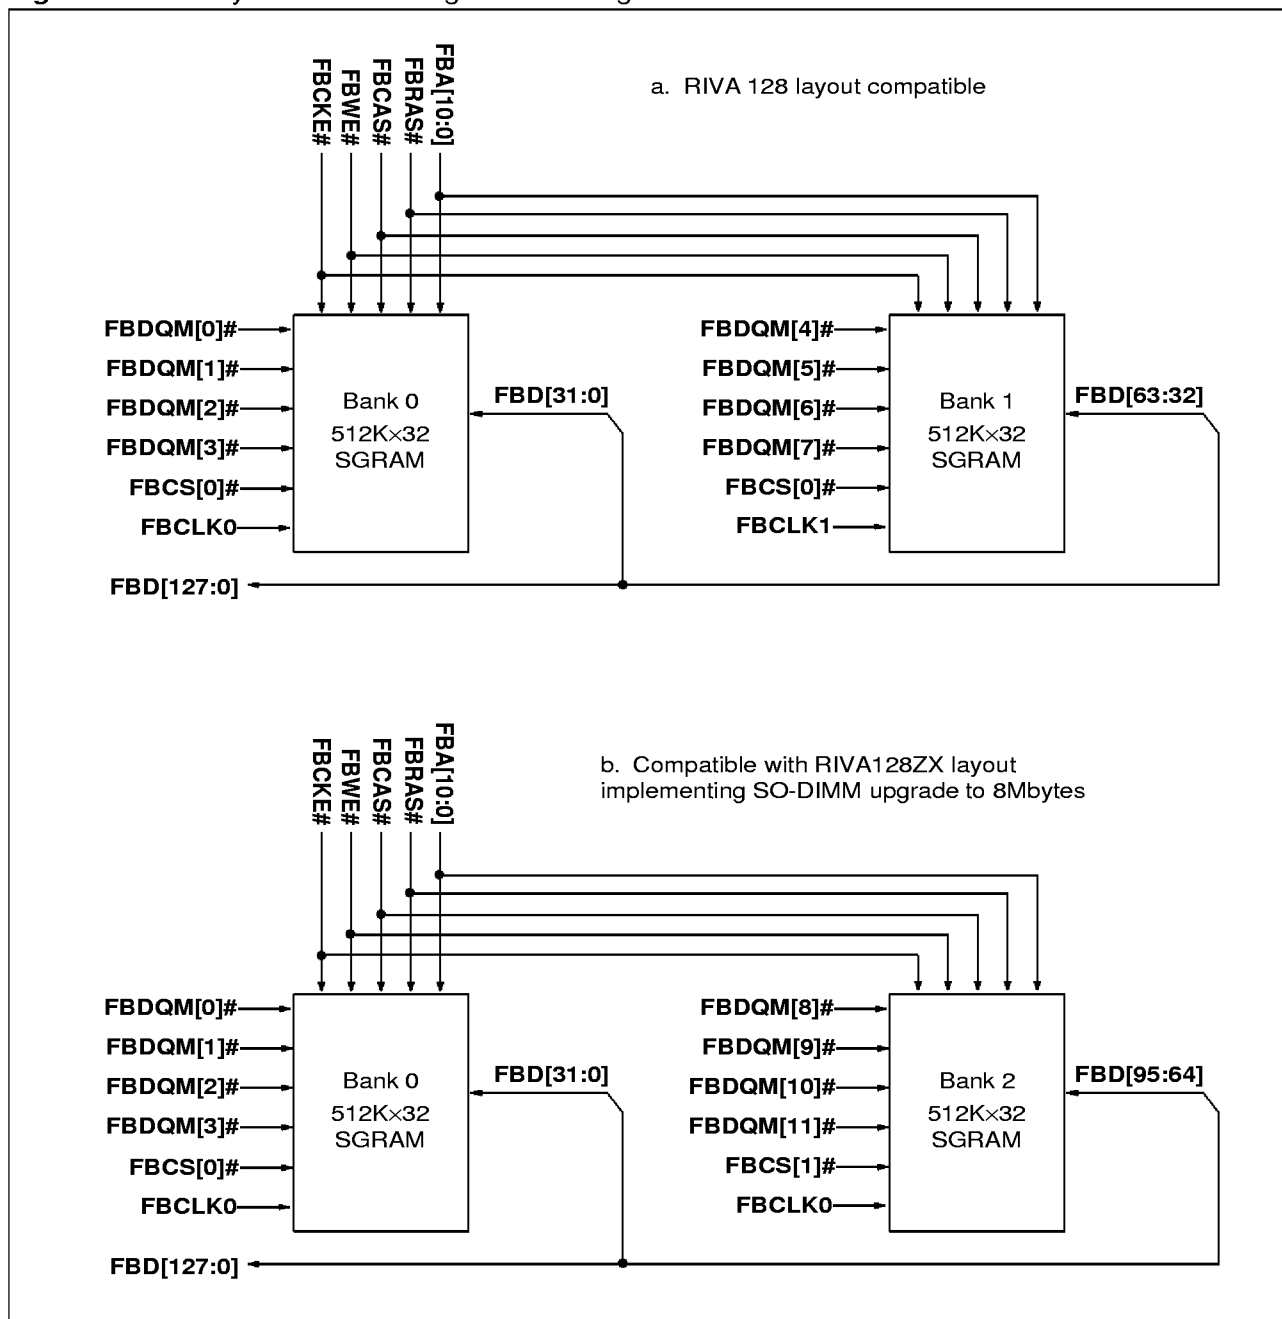 FBCKE#
FBWE#
FBCAS#
FBRAS#
FBA[10:0]
a. RIVA 128 layout compatible
FBDQM[0]#
FBDQM[1]#
FBDQM[2]#
FBDQM[3]#
FBCS[0]#
FBCLK0
Bank 0
512K×32
SGRAM
FBD[31:0]
FBDQM[4]#
FBDQM[5]#
FBDQM[6]#
FBDQM[7]#
FBCS[0]#
FBCLK1
Bank 1
512K×32
SGRAM
FBD[63:32]
FBD[127:0]
FBCKE#
FBWE#
FBCAS#
FBRAS#
FBA[10:0]
b. Compatible with RIVA128ZX layout
implementing SO-DIMM upgrade to 8Mbytes
FBDQM[0]#
FBDQM[1]#
FBDQM[2]#
FBDQM[3]#
FBCS[0]#
FBCLK0
Bank 0
512K×32
SGRAM
FBD[31:0]
FBDQM[8]#
FBDQM[9]#
FBDQM[10]#
FBDQM[11]#
FBCS[1]#
FBCLK0
Bank 2
512K×32
SGRAM
FBD[95:64]
FBD[127:0]